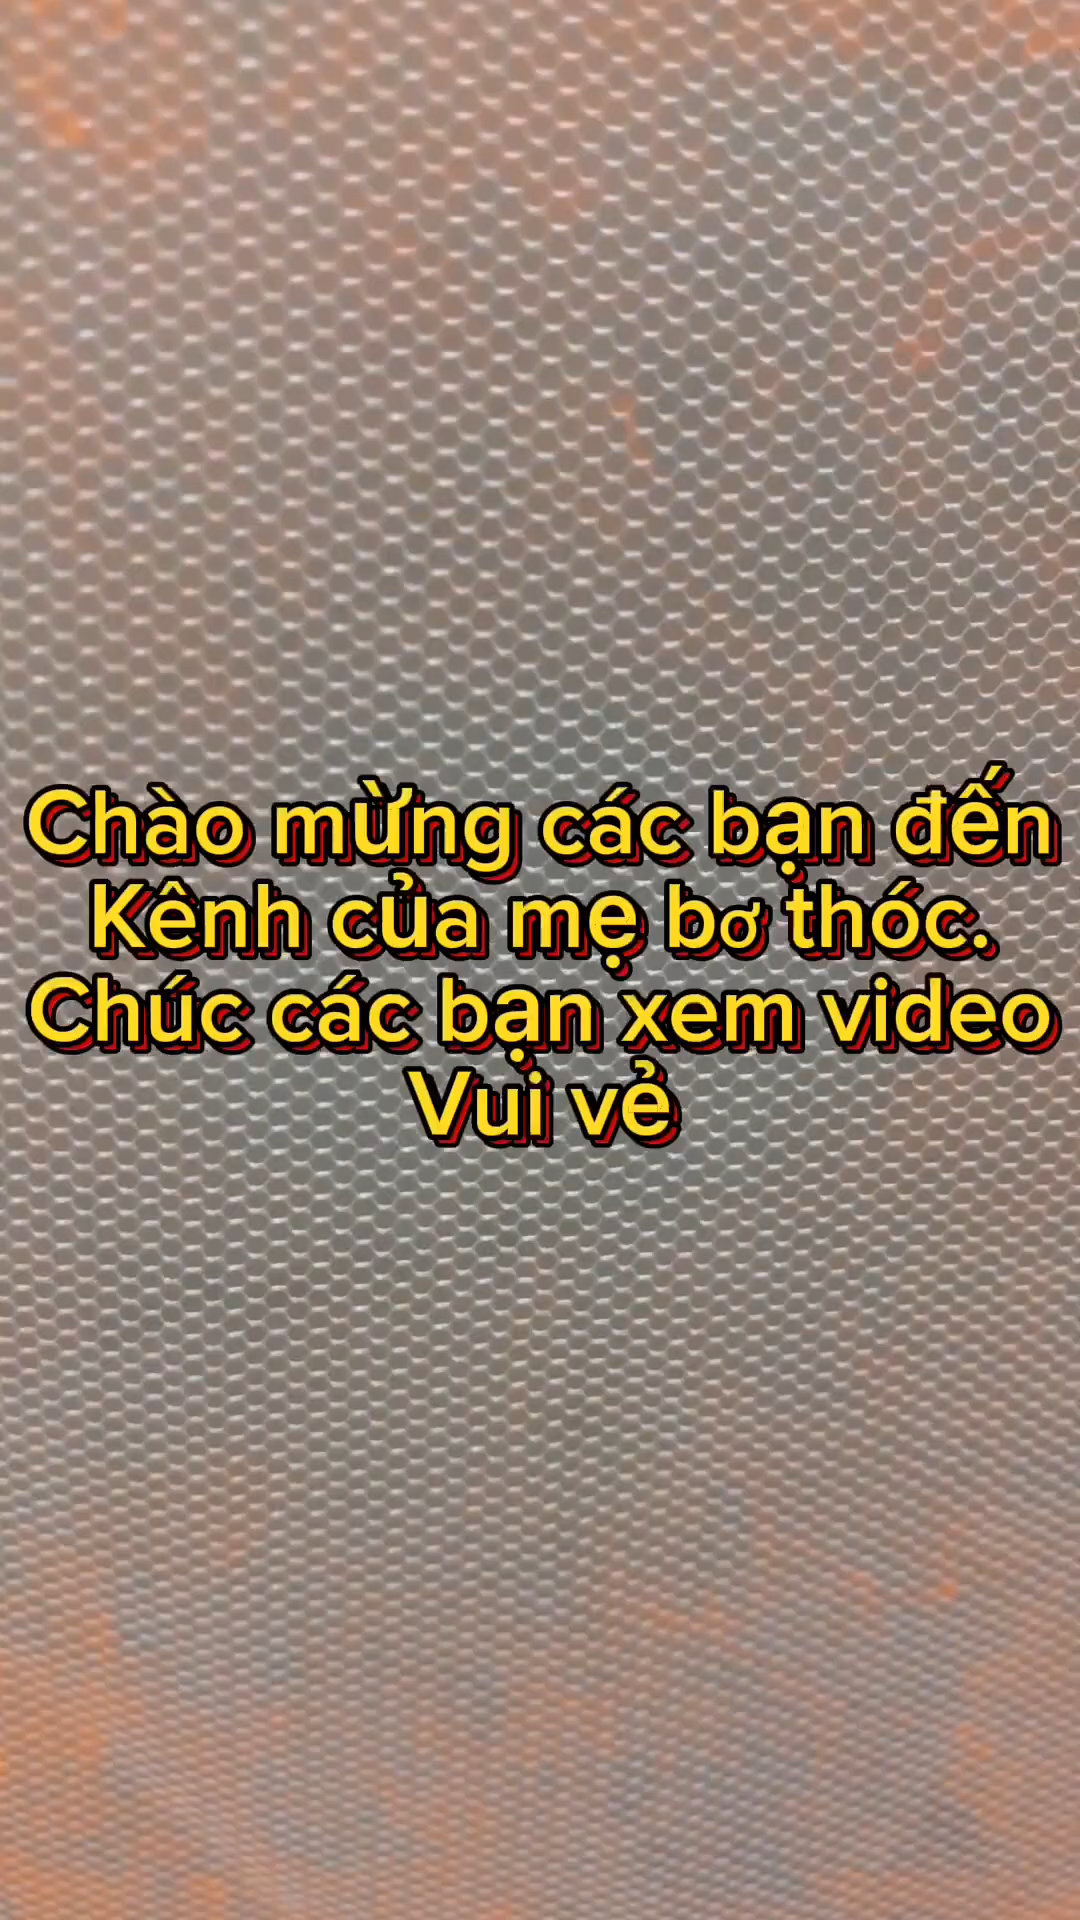 Chào mừng các bạn đến
Kênh của mẹ bơ thóc.
Chúc các bạn xem video
Vui vẻ